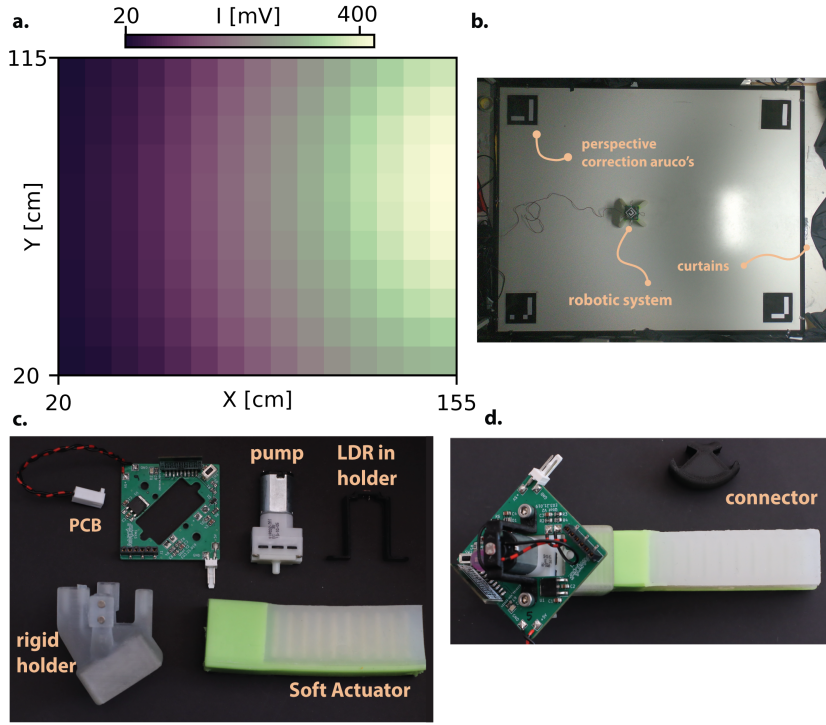 a.
I [mV]
20
400
115
Y [cm]
20
20
X [cm]
155
b.
perspective
correction aruco's
curtains
robotic system
c.
pump
LDR in
holder
PCB
rigid
holder
Soft Actuator
d.
connector